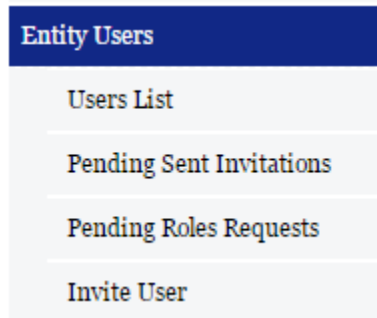 Entity Users
Users List
Pending Sent Invitations
Pending Roles Requests
Invite User